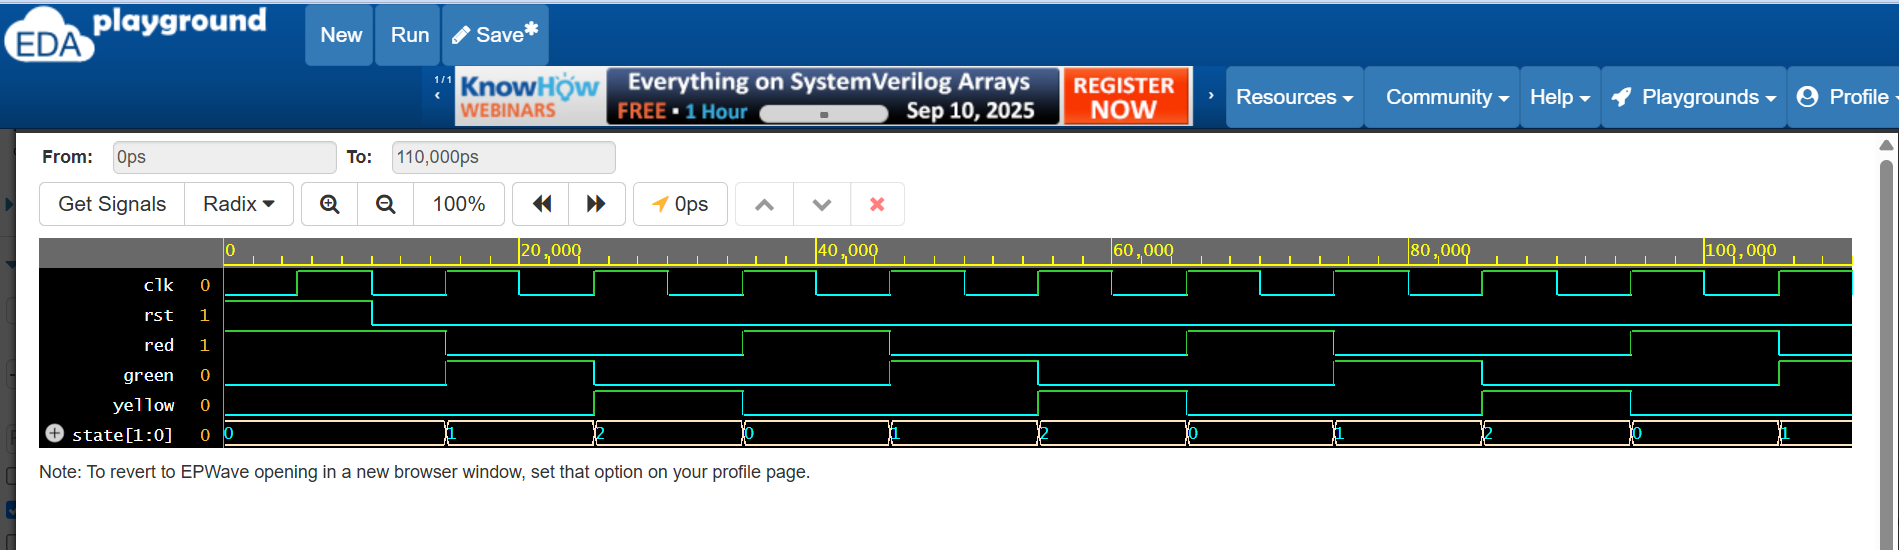 EDA playground
New Run Save*
1/1
‹
KnowHow
WEBINARS
Everything on SystemVerilog Arrays
FREE • 1 Hour Sep 10, 2025
REGISTER
NOW
›
Resources Community Help Playgrounds Profile
From: 0ps To: 110,000ps
Get Signals Radix 100% 0ps
0 20,000 40,000 60,000 80,000 100,000
clk 0
rst 1
red 1
green 0
yellow 0
state[1:0] 0 0 1 2 0 1 2 0 1 2 0 1
Note: To revert to EPWave opening in a new browser window, set that option on your profile page.